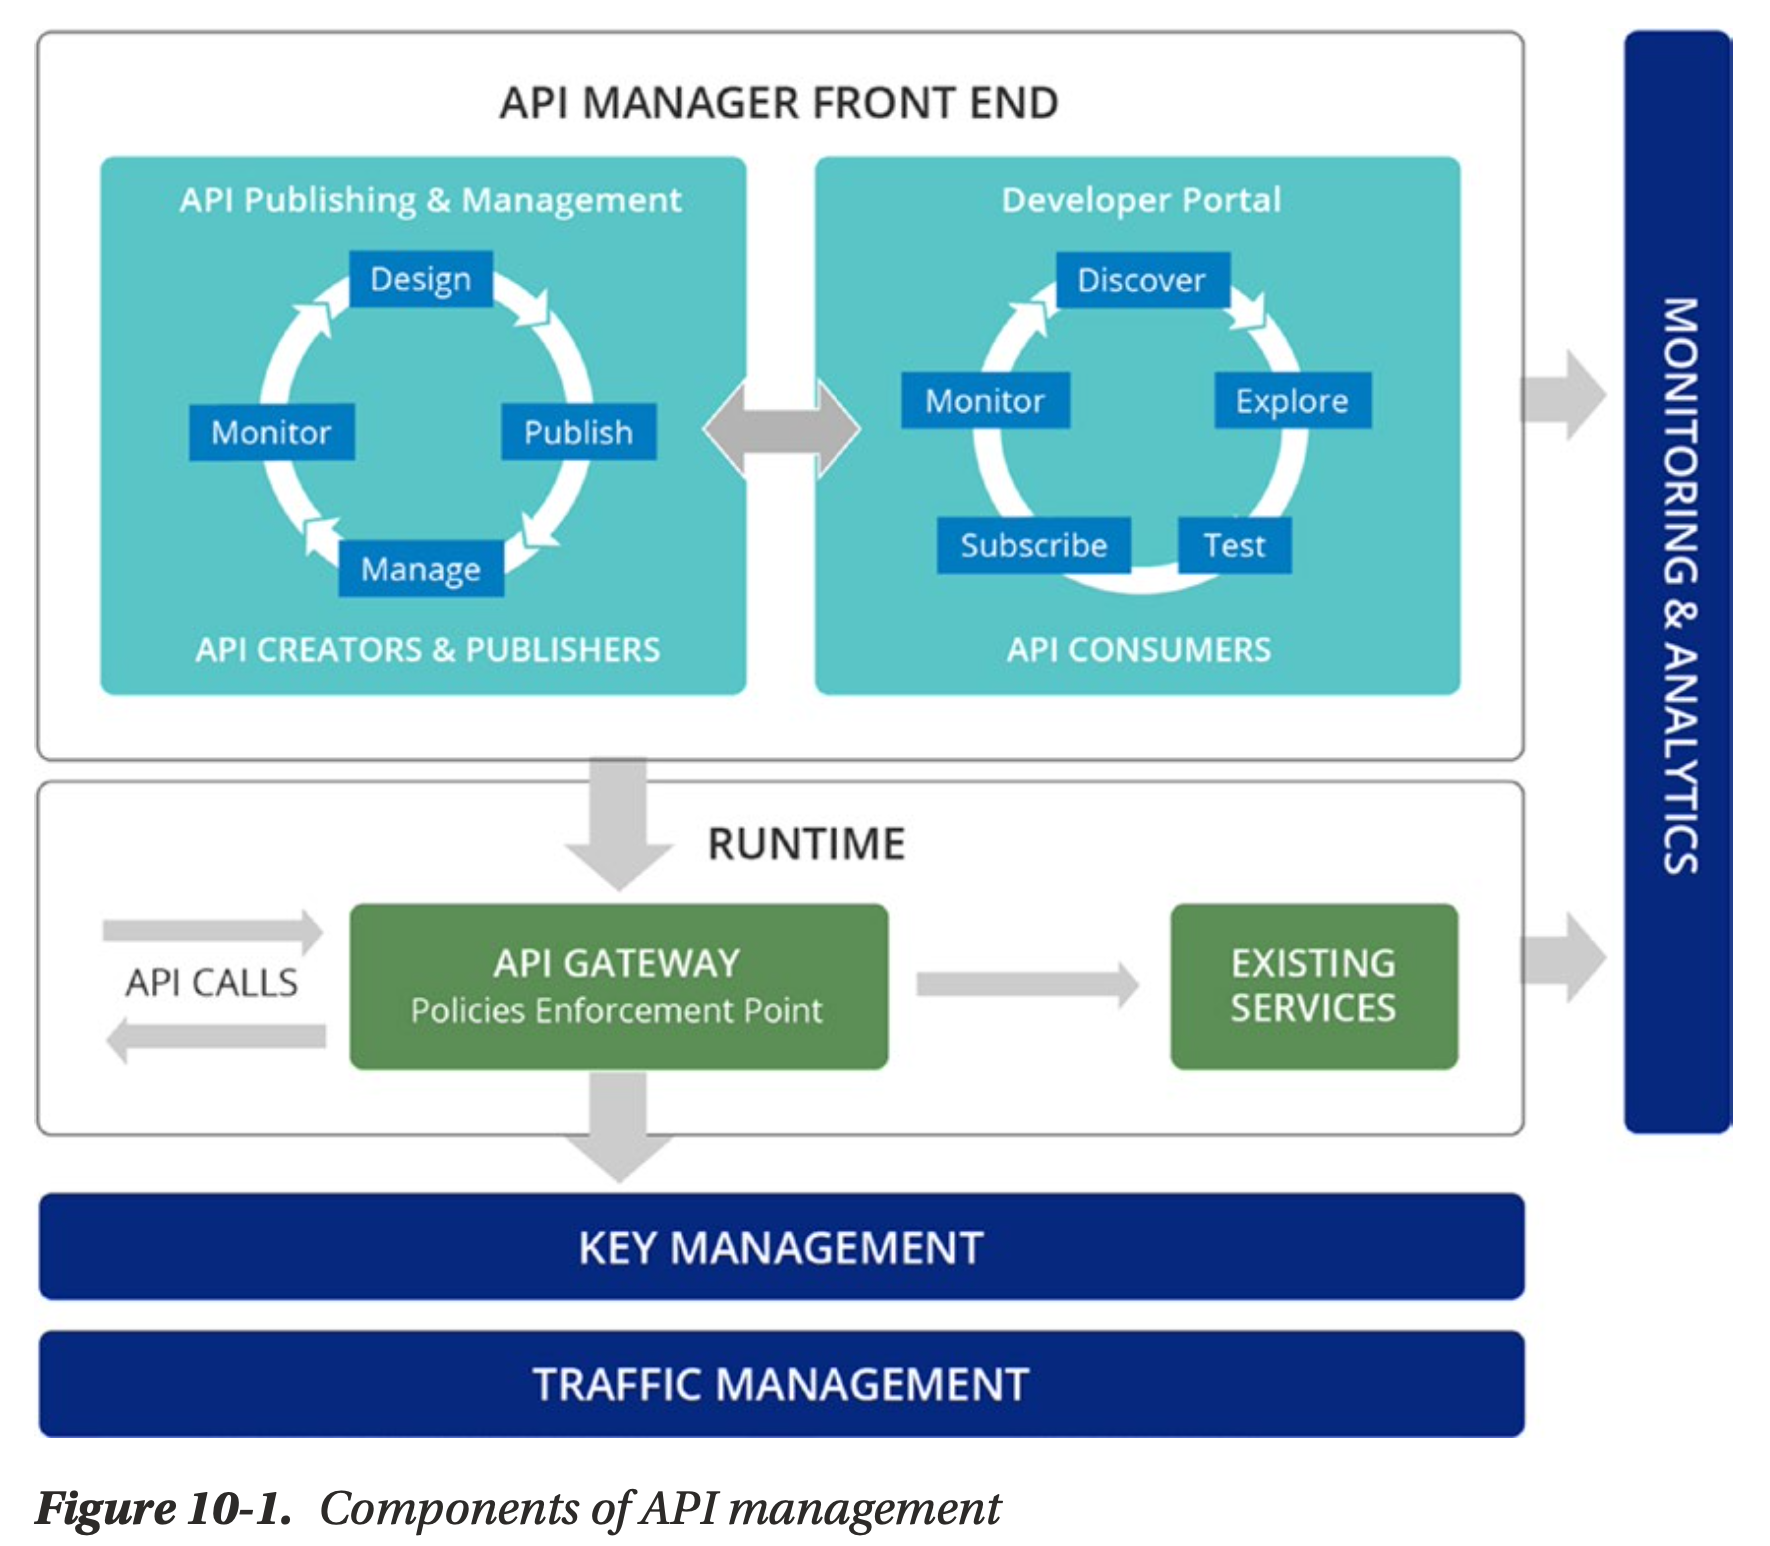 API MANAGER FRONT END
API Publishing & Management
Design
Monitor
Publish
Manage
API CREATORS & PUBLISHERS
Developer Portal
Discover
Monitor
Explore
Subscribe
Test
API CONSUMERS
MONITORING & ANALYTICS
RUNTIME
API CALLS
API GATEWAY
Policies Enforcement Point
EXISTING
SERVICES
KEY MANAGEMENT
TRAFFIC MANAGEMENT
Figure 10-1. Components of API management